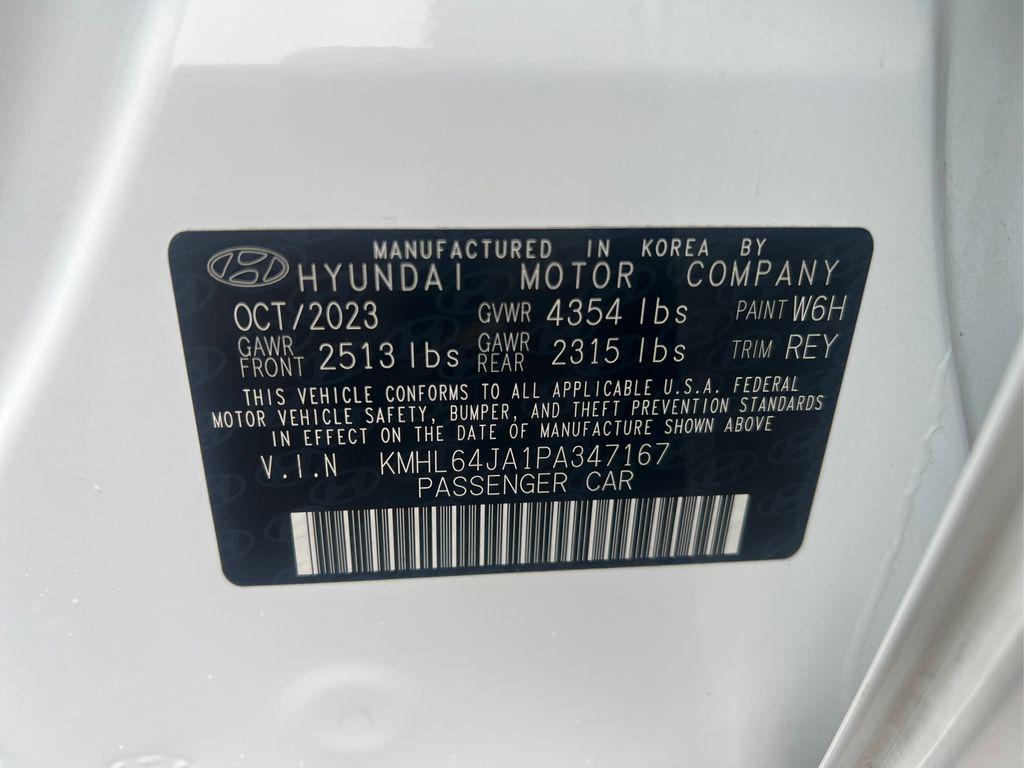 MANUFACTURED IN KOREA BY
HYUNDAI MOTOR COMPANY
OCT/2023 GVWR 4354 lbs PAINT W6H
GAWR FRONT 2513 lbs GAWR REAR 2315 lbs TRIM REY
THIS VEHICLE CONFORMS TO ALL APPLICABLE U.S.A. FEDERAL
MOTOR VEHICLE SAFETY, BUMPER, AND THEFT PREVENTION STANDARDS
IN EFFECT ON THE DATE OF MANUFACTURE SHOWN ABOVE
V.I.N KMHL64JA1PA347167
PASSENGER CAR